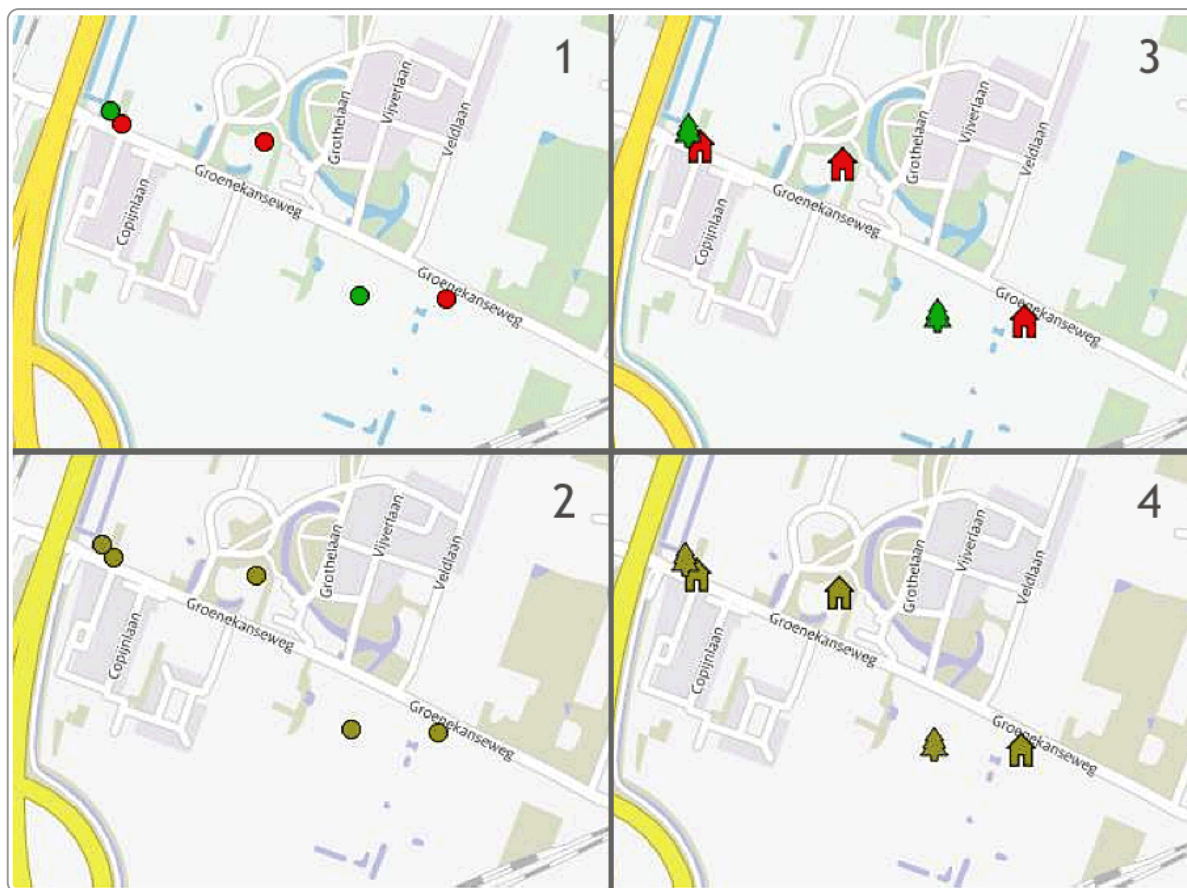 1
Grothelaan
Vijverlaan
Veldlaan
Copijnlaan
Groenekanseweg
Groenekanseweg
3
Grothelaan
Vijverlaan
Veldlaan
Copijnlaan
Groenekanseweg
Groenekanseweg
2
Grothelaan
Vijverlaan
Veldlaan
Copijnlaan
Groenekanseweg
Groenekanseweg
4
Grothelaan
Vijverlaan
Veldlaan
Copijnlaan
Groenekanseweg
Groenekanseweg